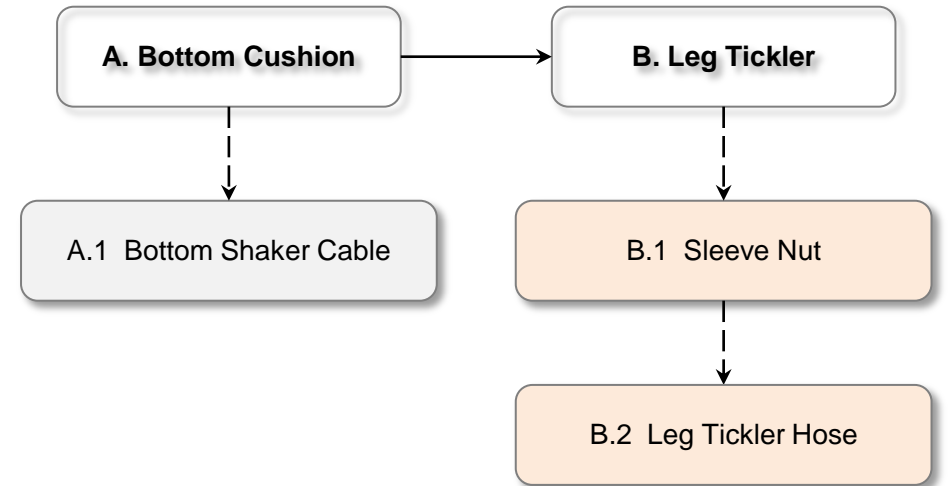 A. Bottom Cushion
B. Leg Tickler
A.1 Bottom Shaker Cable
B.1 Sleeve Nut
B.2 Leg Tickler Hose